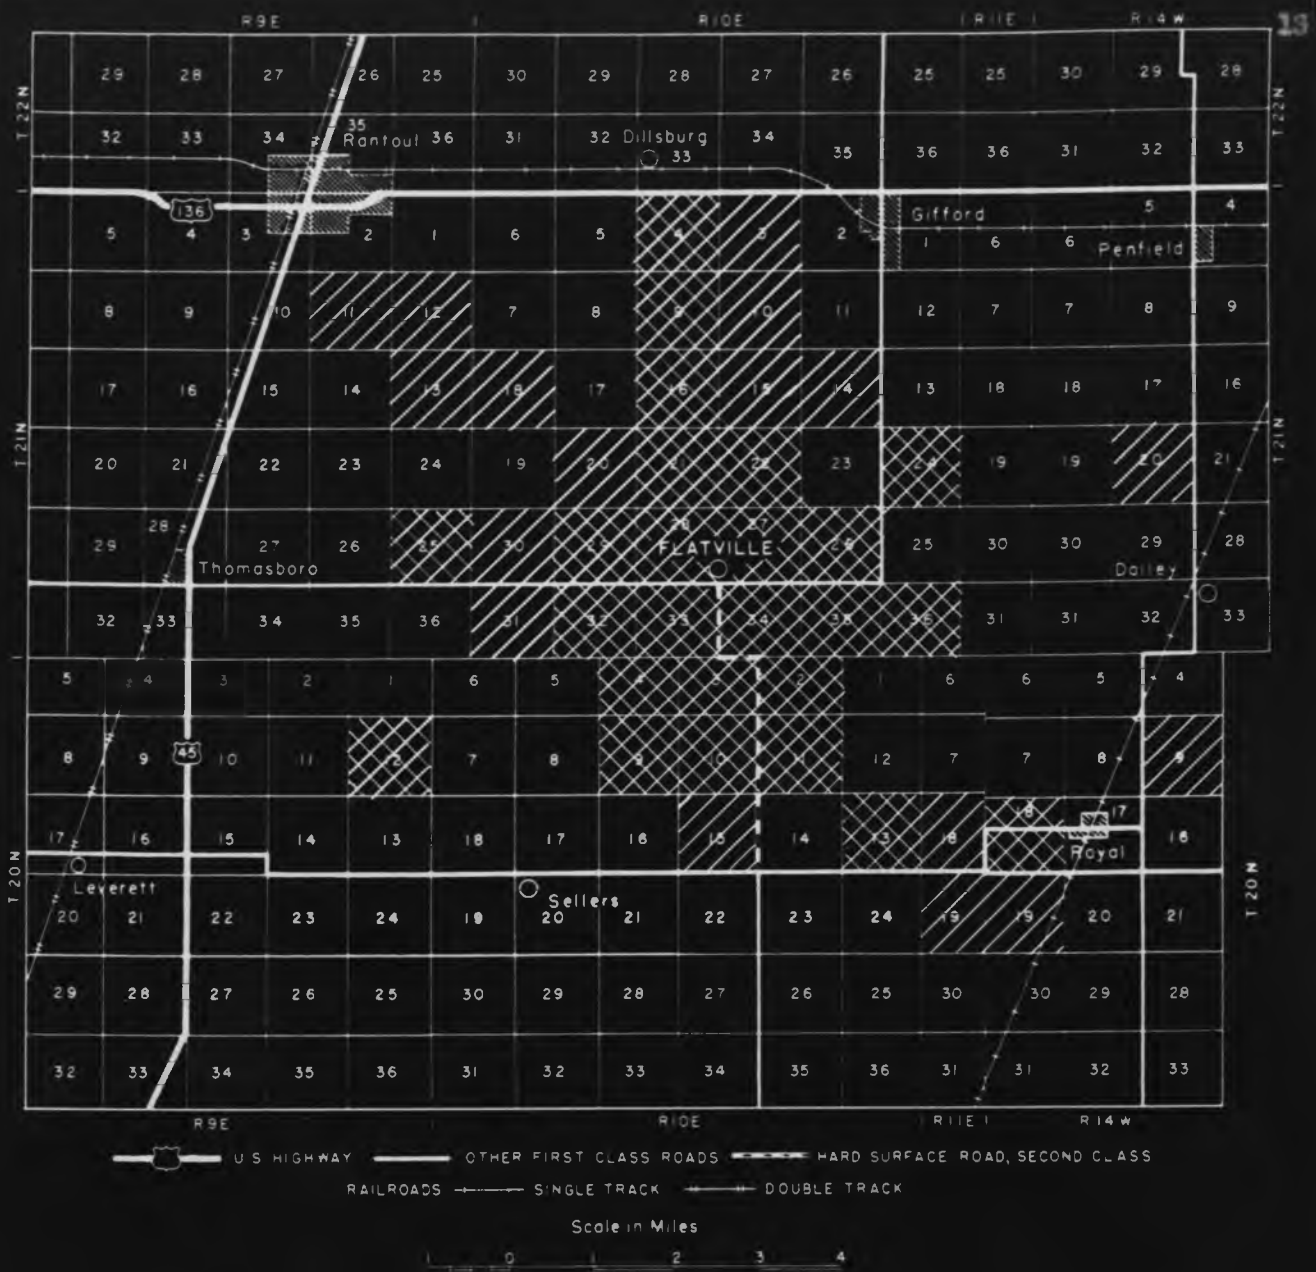 R9E R10E R11E R14W 13
T22N 29 28 27 26 25 30 29 28 27 26 25 25 30 29 28 T22N
35
32 33 34 Rantoul 36 31 32 Dillsburg 34 35 36 36 31 32 33
33
136 Gifford 5 4
5 4 3 2 1 6 5 4 3 2 1 6 6 Penfield
8 9 10 11 12 7 8 9 10 11 12 7 7 8 9
17 16 15 14 13 18 17 16 15 14 13 18 18 17 16
T21N T21N
20 21 22 23 24 19 20 21 22 23 24 19 19 20 21
28 28 27
29 27 26 25 30 29 FLATVILLE 26 25 30 30 29 28
Thomasboro Dailey
32 33 34 35 36 31 32 33 34 35 36 31 31 32 33
5 4 3 2 1 6 5 4 3 2 1 6 6 5 4
8 9 45 10 11 12 7 8 9 10 11 12 7 7 8 9
18 17
17 16 15 14 13 18 17 16 15 14 13 18 Royal 16
T20N T20N
Leverett Sellers
20 21 22 23 24 19 20 21 22 23 24 19 19 20 21
29 28 27 26 25 30 29 28 27 26 25 30 30 29 28
32 33 34 35 36 31 32 33 34 35 36 31 31 32 33
R9E R10E R11E R14W
U S HIGHWAY OTHER FIRST CLASS ROADS HARD SURFACE ROAD, SECOND CLASS
RAILROADS SINGLE TRACK DOUBLE TRACK
Scale in Miles
1 0 1 2 3 4